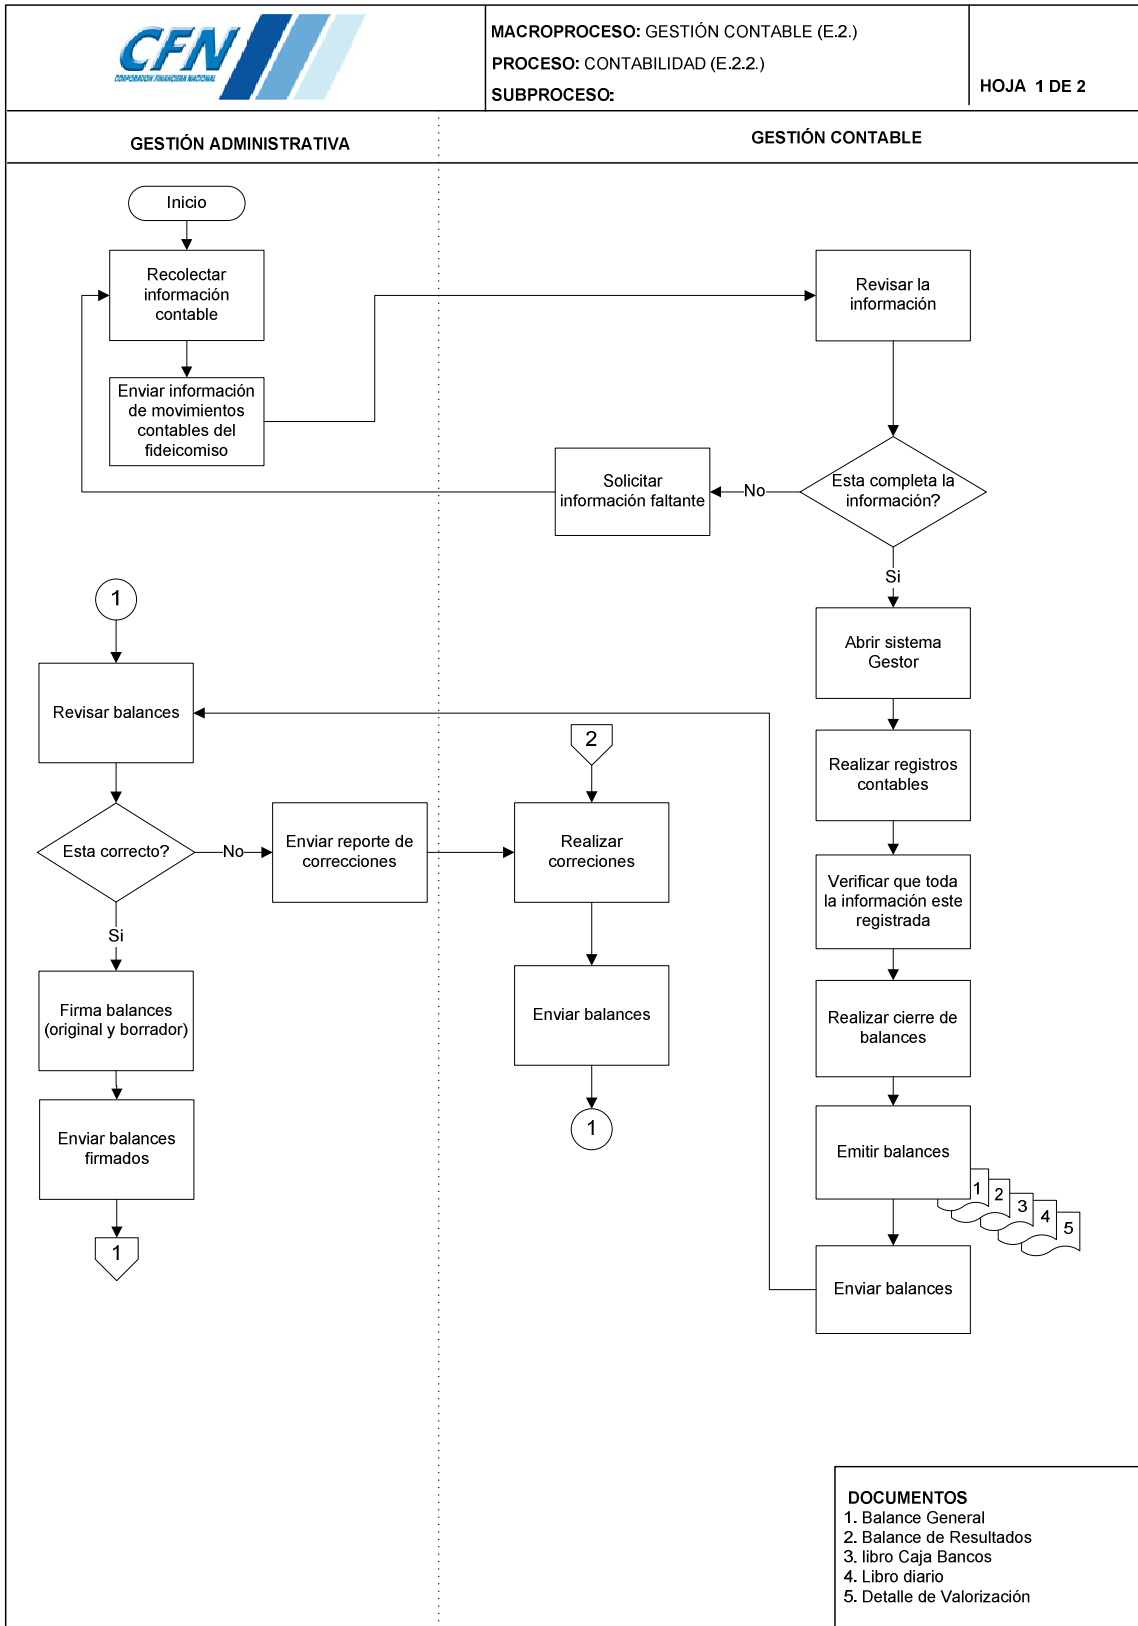 CFN
CORPORACIÓN FINANCIERA NACIONAL
MACROPROCESO: GESTIÓN CONTABLE (E.2.)
PROCESO: CONTABILIDAD (E.2.2.)
SUBPROCESO:
HOJA 1 DE 2
GESTIÓN ADMINISTRATIVA
GESTIÓN CONTABLE
Inicio
Recolectar
información
contable
Revisar la
información
Enviar información
de movimientos
contables del
fideicomiso
Solicitar
información faltante
No
Esta completa la
información?
Si
1
Abrir sistema
Gestor
Revisar balances
2
Realizar registros
contables
Esta correcto?
No
Enviar reporte de
correcciones
Realizar
correciones
Verificar que toda
la información este
registrada
Si
Firma balances
(original y borrador)
Enviar balances
Realizar cierre de
balances
Enviar balances
firmados
1
Emitir balances
1
2
3
4
5
1
Enviar balances
DOCUMENTOS
1. Balance General
2. Balance de Resultados
3. libro Caja Bancos
4. Libro diario
5. Detalle de Valorización